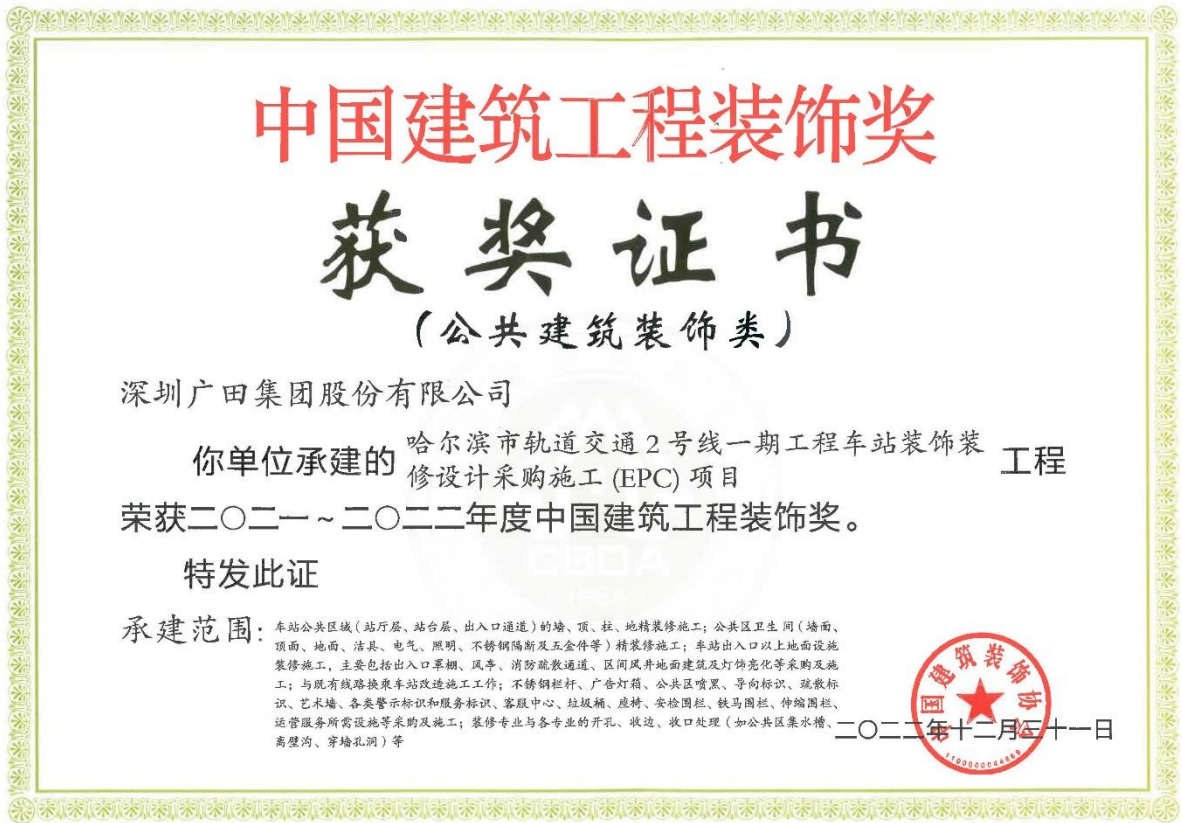 中国建筑工程装饰奖
获奖证书
（公共建筑装饰类）
深圳广田集团股份有限公司
你单位承建的 哈尔滨市轨道交通2号线一期工程车站装饰装
修设计采购施工 (EPC) 项目 工程
荣获二〇二一～二〇二二年度中国建筑工程装饰奖。
特发此证
承建范围：车站公共区域（站厅层、站台层、出入口通道）的墙、顶、柱、地精装修施工；公共区卫生间（墙面、
顶面、地面、洁具、电气、照明、不锈钢隔断及五金件等）精装修施工；车站出入口以上地面设施
装修施工，主要包括出入口罩棚、风亭、消防疏散通道、区间风井地面建筑及灯饰亮化等采购及施
工；与既有线路换乘车站改造施工工作；不锈钢栏杆、广告灯箱、公共区喷黑、导向标识、疏散标
识、艺术墙、各类警示标识和服务标识、客服中心、垃圾桶、座椅、安检围栏、铁马围栏、伸缩围栏、
运营服务所需设施等采购及施工；装修专业与各专业的开孔、收边、收口处理（如公共区集水槽、
离壁沟、穿墙孔洞）等
中国建筑装饰协会
二〇二二年十二月三十一日
CBDA